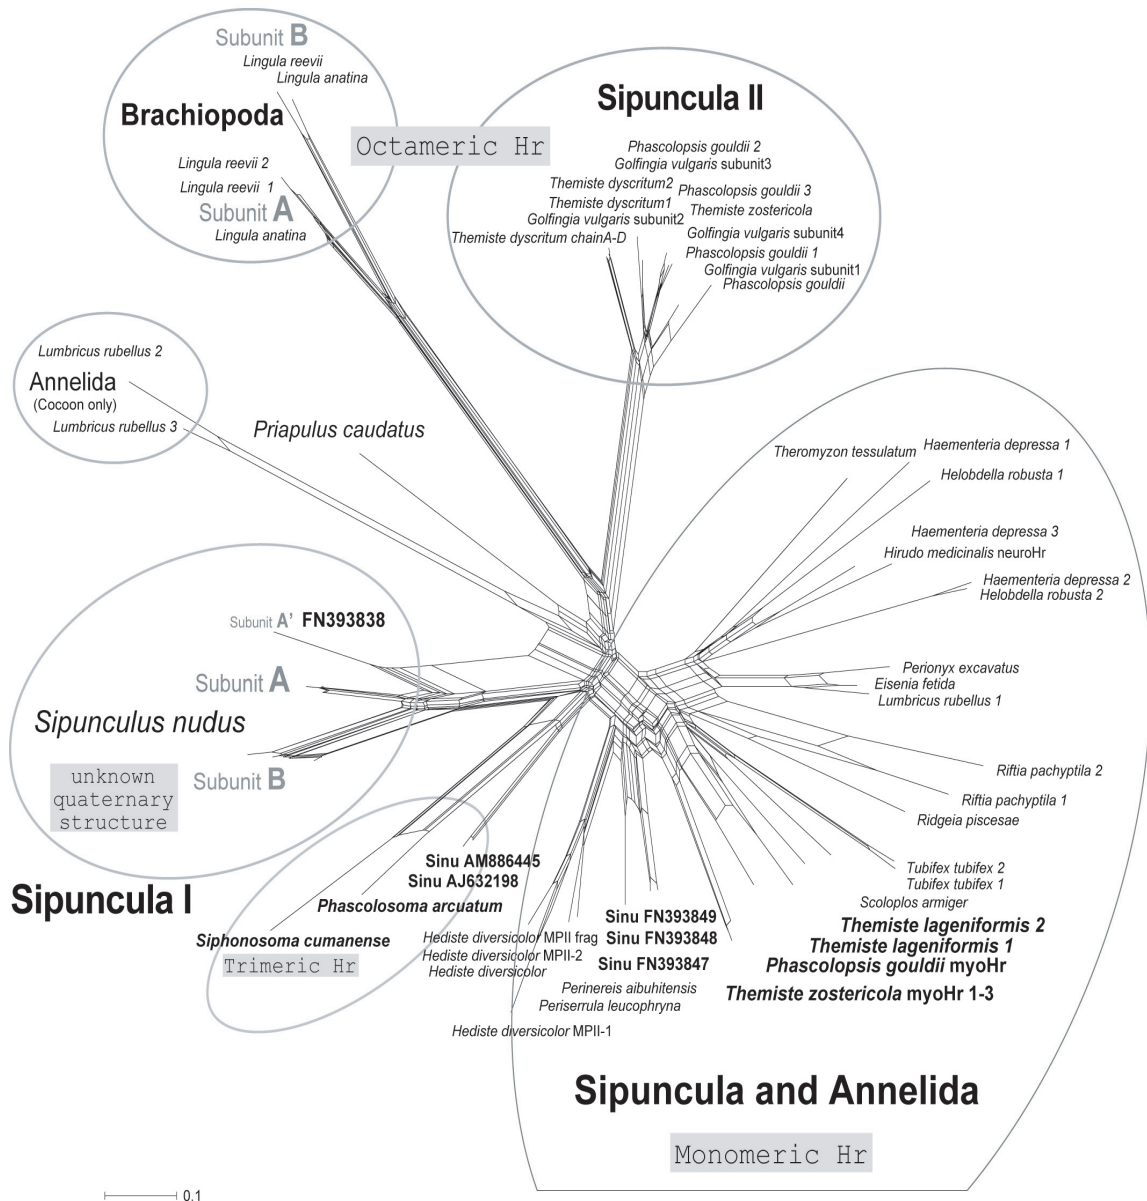 Subunit B
Lingula reevii
Lingula anatina
Brachiopoda
Lingula reevii 2
Lingula reevii 1
Subunit A
Lingula anatina
Octameric Hr
Sipuncula II
Phascolopsis gouldii 2
Golfingia vulgaris subunit3
Themiste dyscritum2
Phascolopsis gouldii 3
Themiste dyscritum1
Themiste zostericola
Golfingia vulgaris subunit2
Golfingia vulgaris subunit4
Themiste dyscritum chainA-D
Phascolopsis gouldii 1
Golfingia vulgaris subunit1
Phascolopsis gouldii
Lumbricus rubellus 2
Annelida
(Cocoon only)
Lumbricus rubellus 3
Priapulus caudatus
Theromyzon tessulatum
Haementeria depressa 1
Helobdella robusta 1
Haementeria depressa 3
Hirudo medicinalis neuroHr
Haementeria depressa 2
Helobdella robusta 2
Perionyx excavatus
Eisenia fetida
Lumbricus rubellus 1
Riftia pachyptila 2
Riftia pachyptila 1
Ridgeia piscesae
Tubifex tubifex 2
Tubifex tubifex 1
Scoloplos armiger
Themiste lageniformis 2
Themiste lageniformis 1
Phascolopsis gouldii myoHr
Themiste zostericola myoHr 1-3
Subunit A' FN393838
Subunit A
Sipunculus nudus
Subunit B
unknown
quaternary
structure
Sipuncula I
Sinu AM886445
Sinu AJ632198
Phascolosoma arcuatum
Siphonosoma cumanense
Trimeric Hr
Hediste diversicolor MPII frag
Hediste diversicolor MPII-2
Hediste diversicolor
Hediste diversicolor MPII-1
Sinu FN393849
Sinu FN393848
Sinu FN393847
Perinereis aibuhitensis
Periserrula leucophryna
Sipuncula and Annelida
Monomeric Hr
0.1